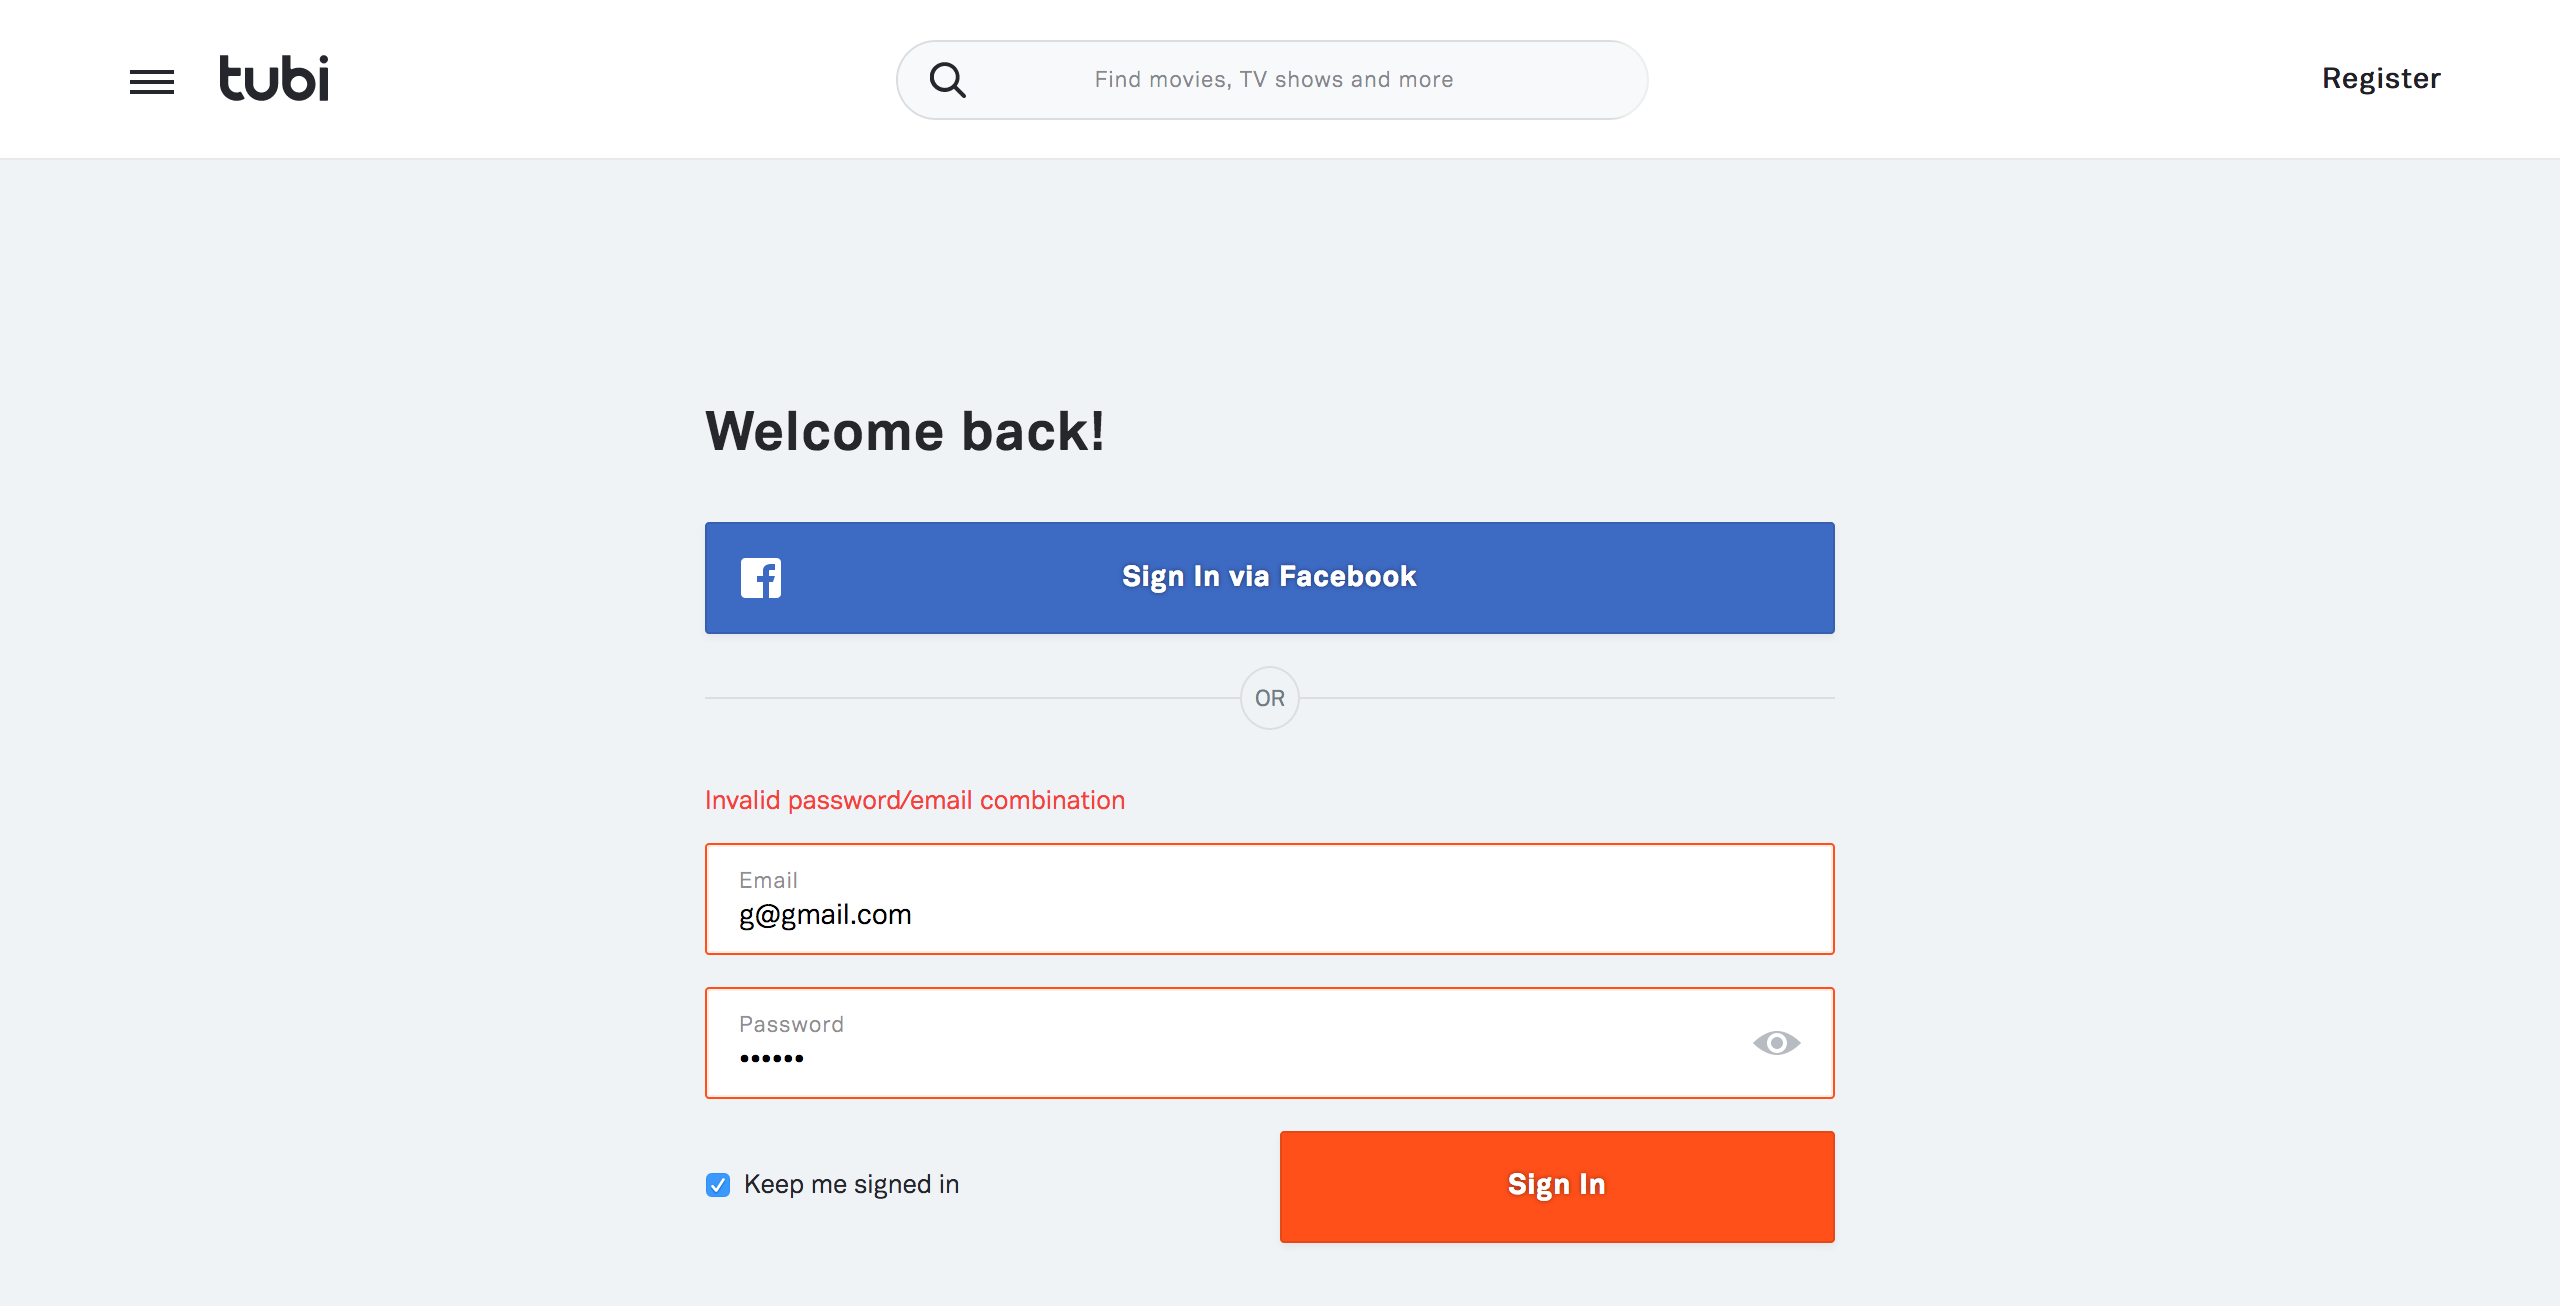 tubi
Find movies, TV shows and more
Register
Welcome back!
Sign In via Facebook
OR
Invalid password/email combination
Email
g@gmail.com
Password
••••••
Keep me signed in
Sign In